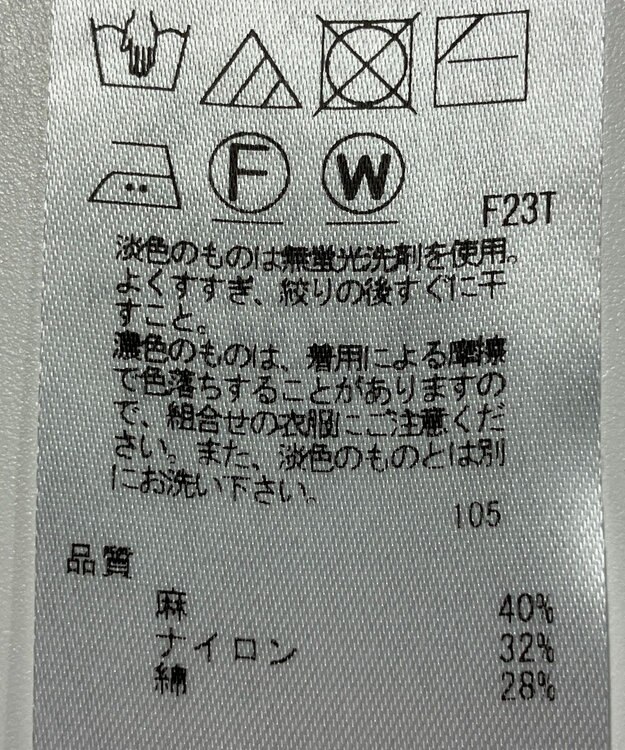 F W
F23T
淡色のものは無蛍光洗剤を使用。
よくすすぎ、絞りの後すぐに干
すこと。
濃色のものは、着用による摩擦
で色落ちすることがありますの
で、組合せの衣服にご注意くだ
さい。また、淡色のものとは別
にお洗い下さい。
105
品質
麻 40%
ナイロン 32%
綿 28%